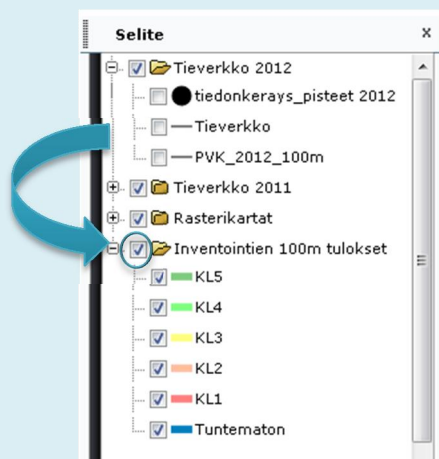 Selite x
Tieverkko 2012
tiedonkerays_pisteet 2012
Tieverkko
PVK_2012_100m
Tieverkko 2011
Rasterikartat
Inventointien 100m tulokset
KL5
KL4
KL3
KL2
KL1
Tuntematon